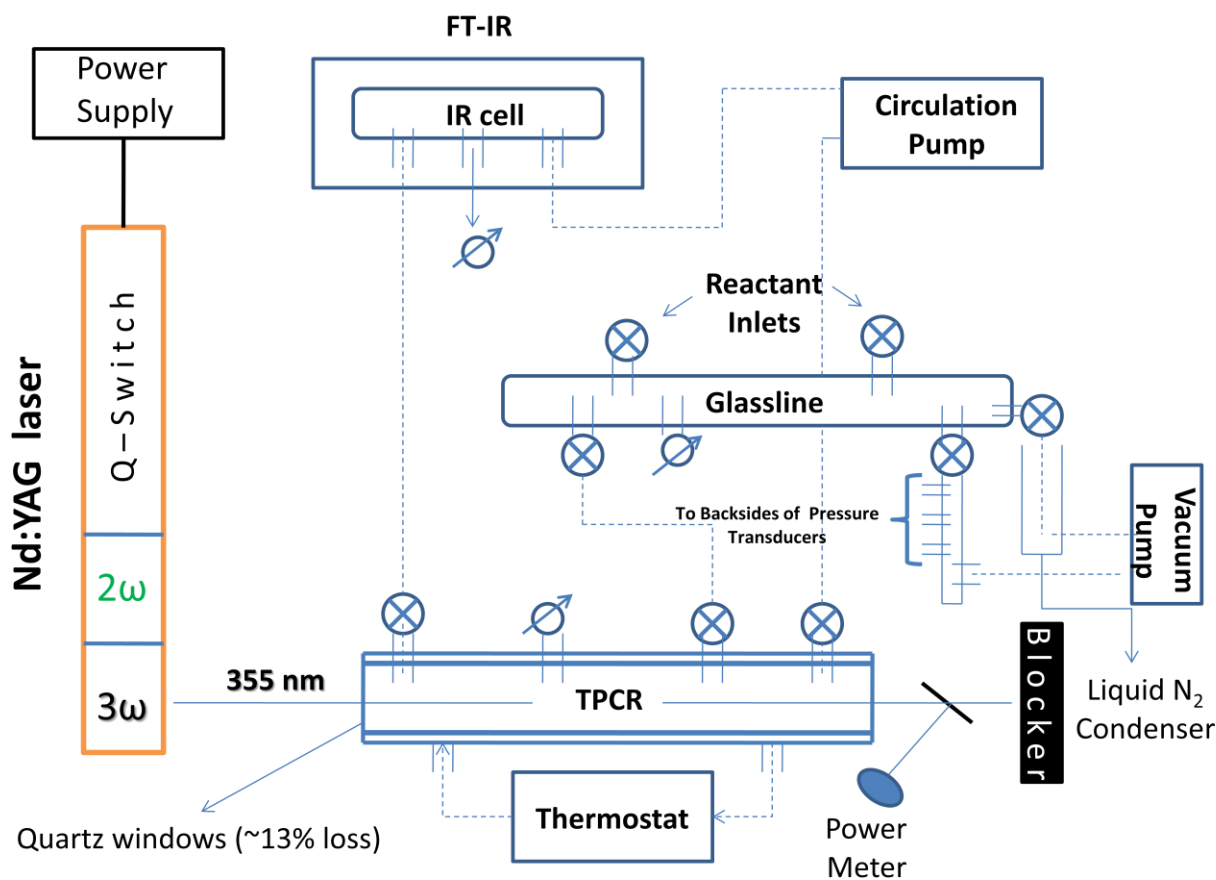 FT-IR
Power
Supply
IR cell
Circulation
Pump
Nd:YAG laser
Q–Switch
2ω
3ω
Reactant
Inlets
Glassline
To Backsides of Pressure
Transducers
Vacuum
Pump
355 nm
TPCR
Blocker
Liquid N₂
Condenser
Thermostat
Quartz windows (~13% loss)
Power
Meter